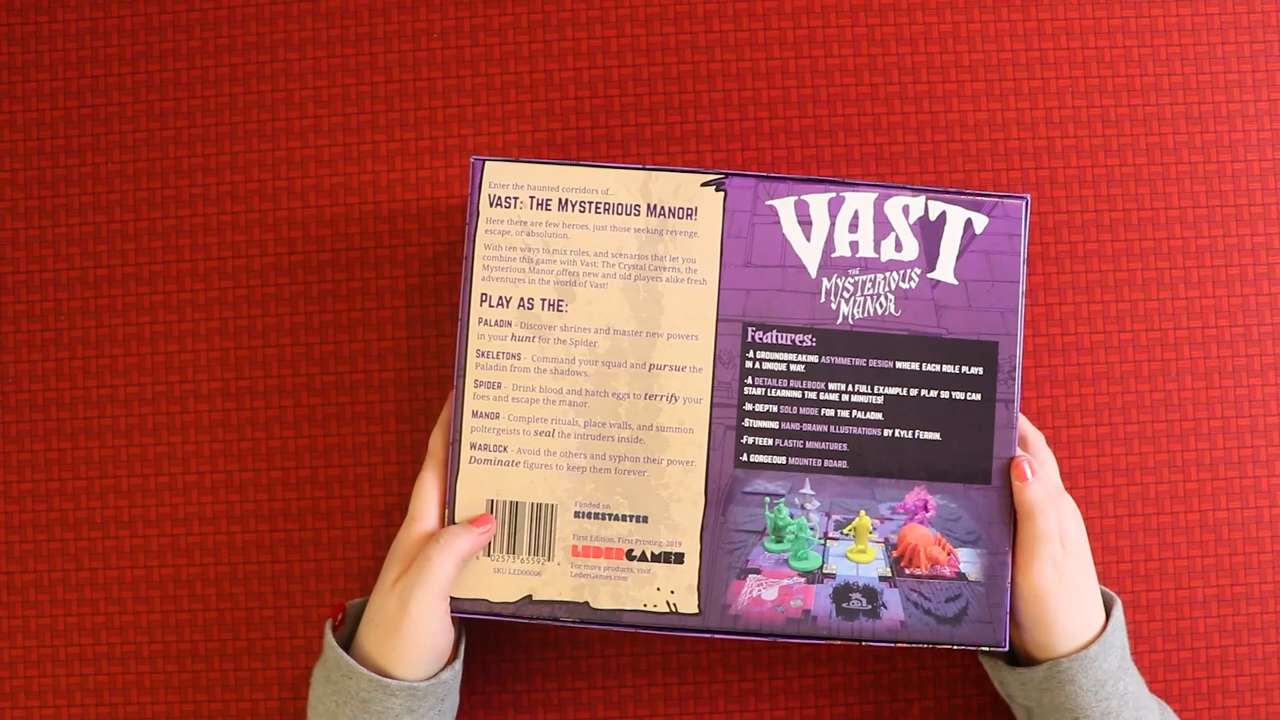 Enter the haunted corridors of...
VAST: THE MYSTERIOUS MANOR!
Here there are few heroes, just those seeking revenge,
escape, or absolution.
With ten ways to mix roles, and scenarios that let you
combine this game with Vast: The Crystal Caverns, the
Mysterious Manor offers new and old players alike fresh
adventures in the world of Vast!
PLAY AS THE:
PALADIN - Discover shrines and master new powers
in your hunt for the Spider.
SKELETONS - Command your squad and pursue the
Paladin from the shadows.
SPIDER - Drink blood and hatch eggs to terrify your
foes and escape the manor.
MANOR - Complete rituals, place walls, and summon
poltergeists to seal the intruders inside.
WARLOCK - Avoid the others and syphon their power.
Dominate figures to keep them forever.
02573 65592
SKU LED00006
Funded on
KICKSTARTER
First Edition, First Printing, 2019
LEDERGAMES
For more products, visit
LederGames.com
VAST
THE
MYSTERIOUS
MANOR
Features:
-A GROUNDBREAKING ASYMMETRIC DESIGN WHERE EACH ROLE PLAYS
IN A UNIQUE WAY.
-A DETAILED RULEBOOK WITH A FULL EXAMPLE OF PLAY SO YOU CAN
START LEARNING THE GAME IN MINUTES!
-IN-DEPTH SOLO MODE FOR THE PALADIN.
-STUNNING HAND-DRAWN ILLUSTRATIONS BY KYLE FERRIN.
-FIFTEEN PLASTIC MINIATURES.
-A GORGEOUS MOUNTED BOARD.